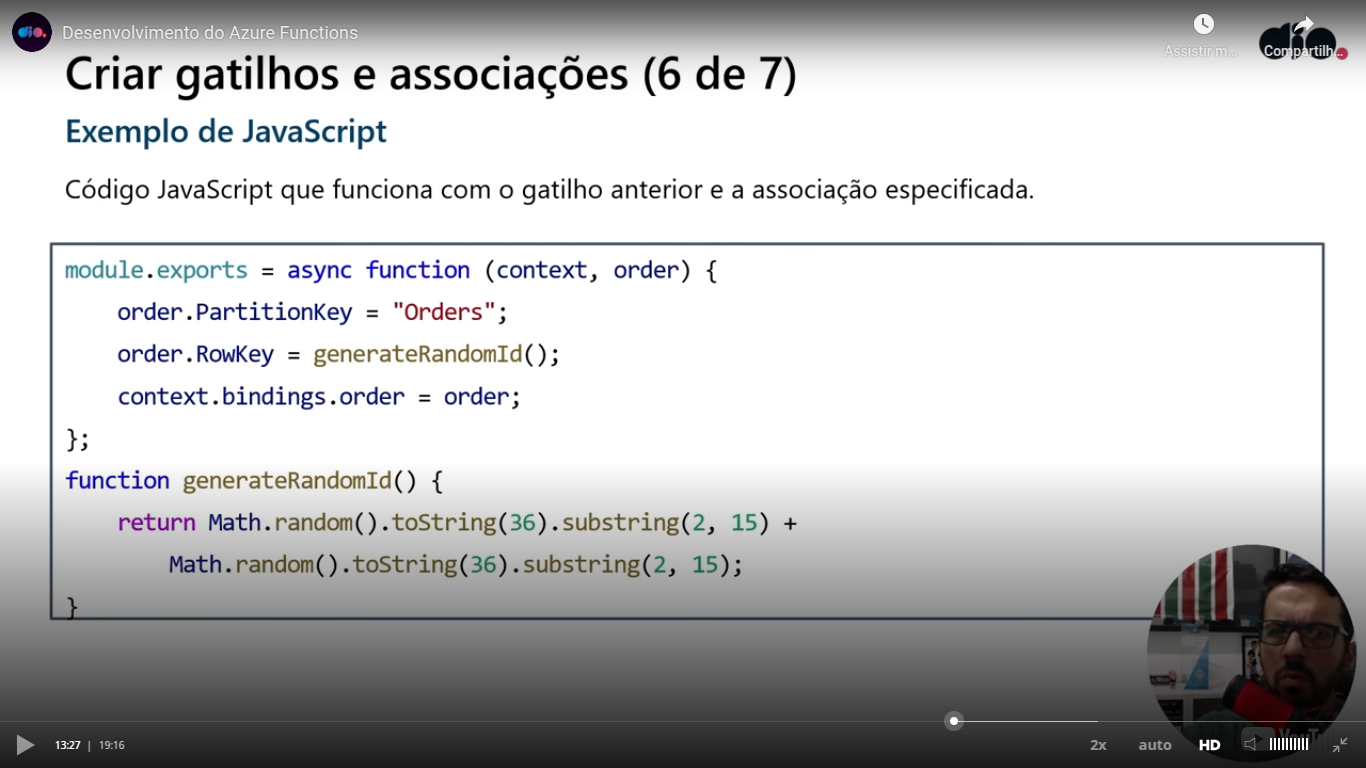 Desenvolvimento do Azure Functions
Assistir m...
Compartilh...
Criar gatilhos e associações (6 de 7)
Exemplo de JavaScript
Código JavaScript que funciona com o gatilho anterior e a associação especificada.
module.exports = async function (context, order) {
order.PartitionKey = "Orders";
order.RowKey = generateRandomId();
context.bindings.order = order;
};
function generateRandomId() {
return Math.random().toString(36).substring(2, 15) +
Math.random().toString(36).substring(2, 15);
}
13:27 | 19:16
2x auto HD